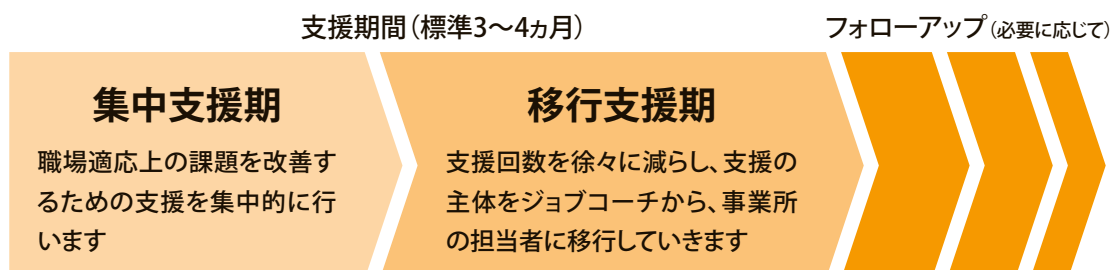 支援期間（標準3〜4ヵ月）
フォローアップ（必要に応じて）
集中支援期
職場適応上の課題を改善す
るための支援を集中的に行
います
移行支援期
支援回数を徐々に減らし、支援の
主体をジョブコーチから、事業所
の担当者に移行していきます